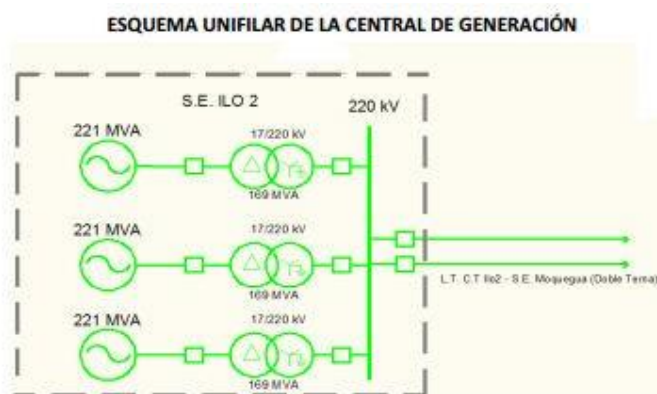 ESQUEMA UNIFILAR DE LA CENTRAL DE GENERACIÓN
S.E. ILO 2
220 kV
221 MVA
17/220 kV
169 MVA
221 MVA
17/220 kV
169 MVA
L.T. C.T Ilo2 - S.E. Moquegua (Doble Terna)
221 MVA
17/220 kV
169 MVA